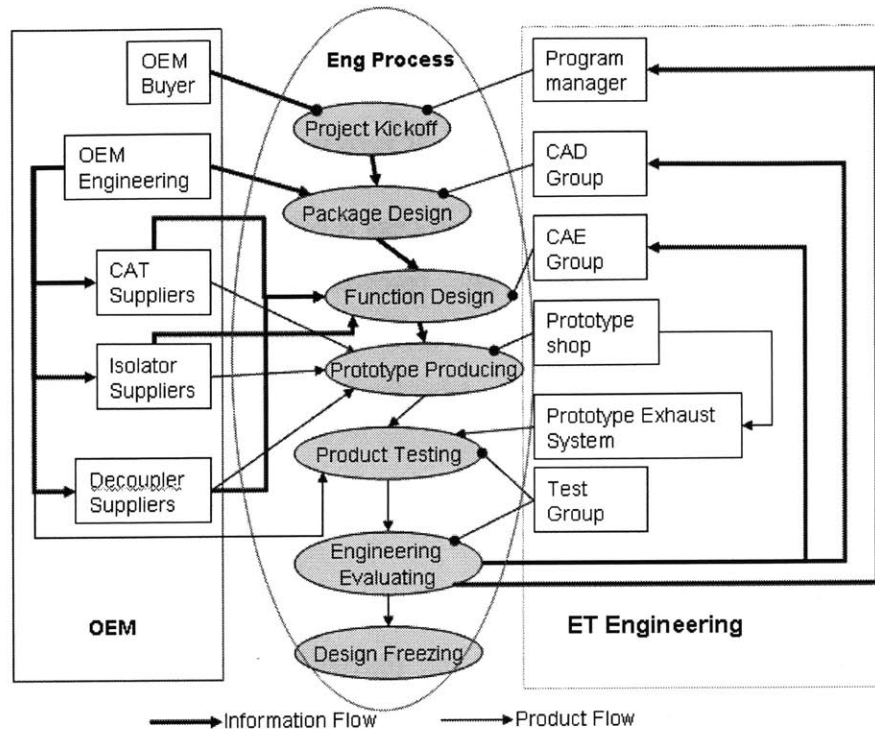 Eng Process
OEM
Buyer
Program
manager
Project Kickoff
OEM
Engineering
CAD
Group
Package Design
CAT
Suppliers
CAE
Group
Function Design
Isolator
Suppliers
Prototype
shop
Prototype Producing
Prototype Exhaust
System
Product Testing
Decoupler
Suppliers
Test
Group
Engineering
Evaluating
OEM
ET Engineering
Design Freezing
Information Flow
Product Flow